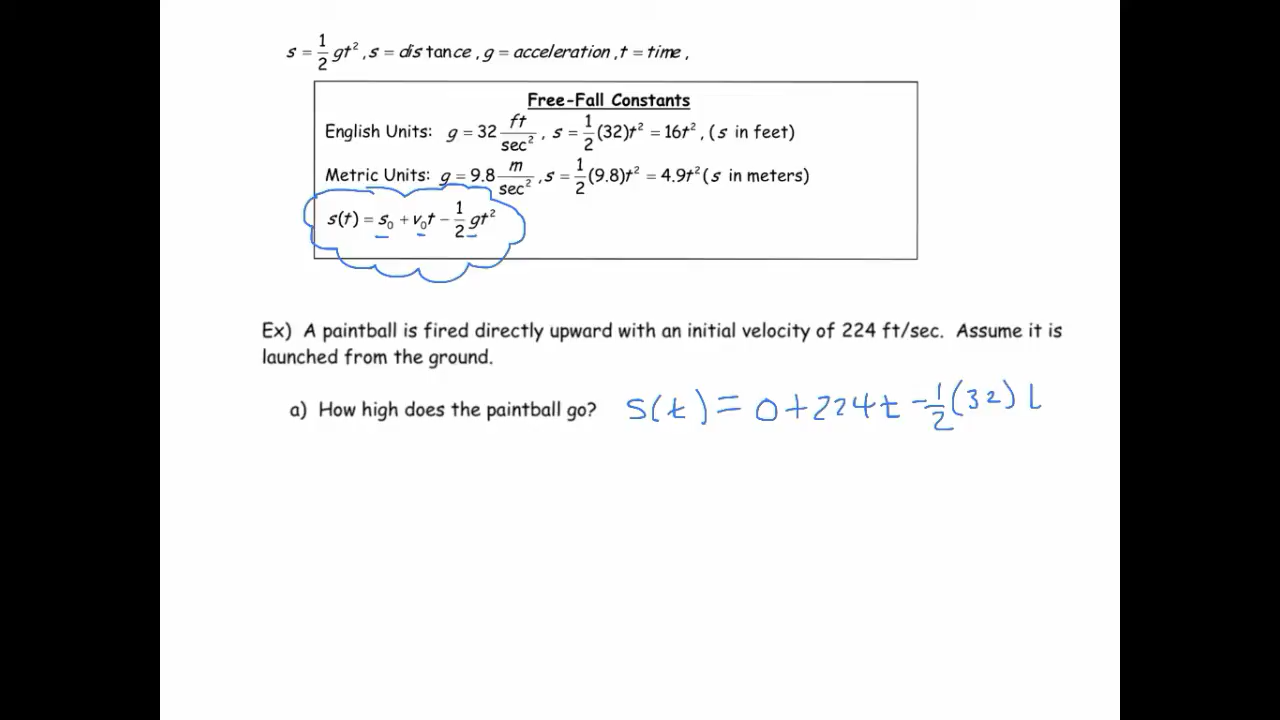 s = 1/2 gt², s = distance, g = acceleration, t = time,
Free-Fall Constants
English Units: g = 32 ft/sec², s = 1/2(32)t² = 16t², (s in feet)
Metric Units: g = 9.8 m/sec², s = 1/2(9.8)t² = 4.9t² (s in meters)
s(t) = s₀ + v₀t − 1/2 gt²
Ex) A paintball is fired directly upward with an initial velocity of 224 ft/sec. Assume it is
launched from the ground.
a) How high does the paintball go? s(t) = 0 + 224t − 1/2(32)